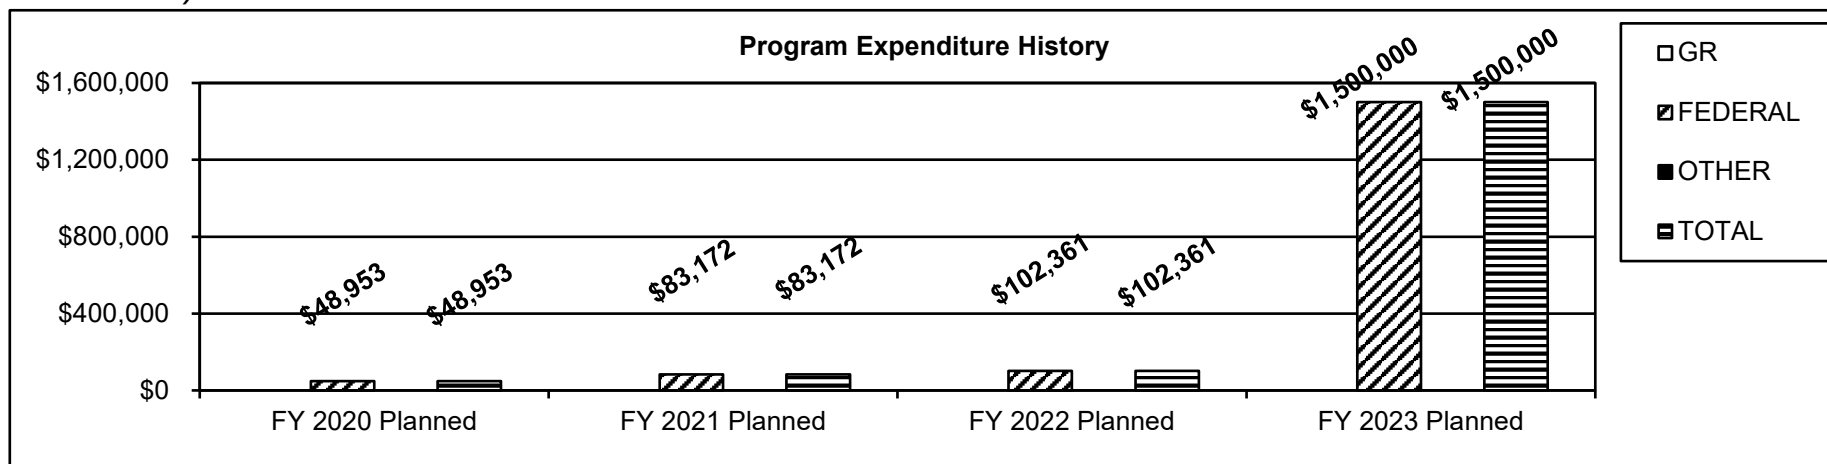 Program Expenditure History
$1,600,000
$1,200,000
$800,000
$400,000
$0
$48,953
$48,953
$83,172
$83,172
$102,361
$102,361
$1,500,000
$1,500,000
FY 2020 Planned
FY 2021 Planned
FY 2022 Planned
FY 2023 Planned
GR
FEDERAL
OTHER
TOTAL